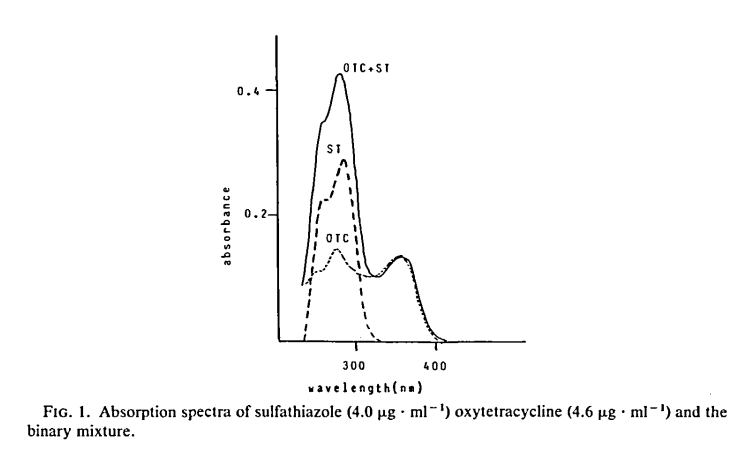 OTC+ST
0.4
ST
absorbance
0.2
OTC
300 400
wavelength(nm)
FIG. 1. Absorption spectra of sulfathiazole (4.0 μg · ml⁻¹) oxytetracycline (4.6 μg · ml⁻¹) and the
binary mixture.